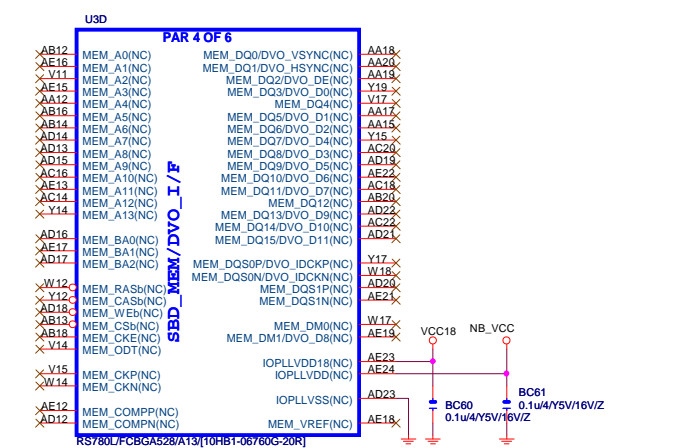 U3D
PAR 4 OF 6
AB12 MEM_A0(NC) MEM_DQ0/DVO_VSYNC(NC) AA18
AE16 MEM_A1(NC) MEM_DQ1/DVO_HSYNC(NC) AA20
V11 MEM_A2(NC) MEM_DQ2/DVO_DE(NC) AA19
AE15 MEM_A3(NC) MEM_DQ3/DVO_D0(NC) Y19
AA12 MEM_A4(NC) MEM_DQ4(NC) V17
AB16 MEM_A5(NC) MEM_DQ5/DVO_D1(NC) AA17
AB14 MEM_A6(NC) MEM_DQ6/DVO_D2(NC) AA15
AD14 MEM_A7(NC) MEM_DQ7/DVO_D4(NC) Y15
AD13 MEM_A8(NC) MEM_DQ8/DVO_D3(NC) AC20
AD15 MEM_A9(NC) MEM_DQ9/DVO_D5(NC) AD19
AC16 MEM_A10(NC) MEM_DQ10/DVO_D6(NC) AE22
AE13 MEM_A11(NC) MEM_DQ11/DVO_D7(NC) AC18
AC14 MEM_A12(NC) MEM_DQ12(NC) AB20
Y14 MEM_A13(NC) MEM_DQ13/DVO_D9(NC) AD22
MEM_DQ14/DVO_D10(NC) AC22
AD16 MEM_BA0(NC) MEM_DQ15/DVO_D11(NC) AD21
AE17 MEM_BA1(NC)
AD17 MEM_BA2(NC) MEM_DQS0P/DVO_IDCKP(NC) Y17
MEM_DQS0N/DVO_IDCKN(NC) W18
W12 MEM_RASb(NC) MEM_DQS1P(NC) AD20
Y12 MEM_CASb(NC) MEM_DQS1N(NC) AE21
AD18 MEM_WEb(NC)
AB13 MEM_CSb(NC) MEM_DM0(NC) W17
AB18 MEM_CKE(NC) MEM_DM1/DVO_D8(NC) AE19
V14 MEM_ODT(NC)
SBD_MEM/DVO_I/F
VCC18 NB_VCC
IOPLLVDD18(NC) AE23
V15 MEM_CKP(NC) IOPLLVDD(NC) AE24
W14 MEM_CKN(NC)
IOPLLVSS(NC) AD23
AE12 MEM_COMPP(NC)
AD12 MEM_COMPN(NC) MEM_VREF(NC) AE18
BC60
0.1u/4/Y5V/16V/Z
BC61
0.1u/4/Y5V/16V/Z
RS780L/FCBGA528/A13/[10HB1-06760G-20R]